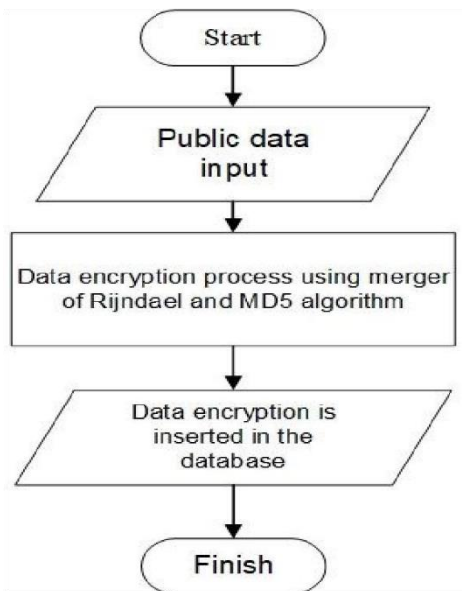 Start
Public data
input
Data encryption process using merger
of Rijndael and MD5 algorithm
Data encryption is
inserted in the
database
Finish